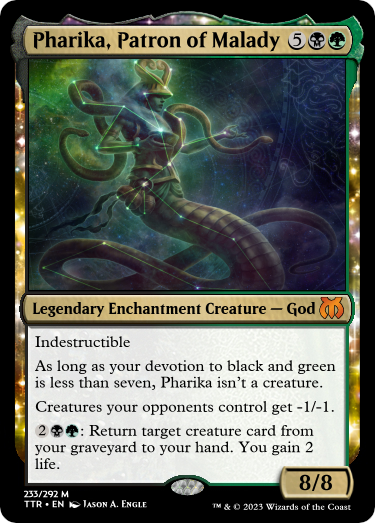 Pharika, Patron of Malady 5
Legendary Enchantment Creature — God
Indestructible
As long as your devotion to black and green
is less than seven, Pharika isn't a creature.
Creatures your opponents control get -1/-1.
2 : Return target creature card from
your graveyard to your hand. You gain 2
life.
8/8
233/292 M
TTR • EN Jason A. Engle
™ & © 2023 Wizards of the Coast